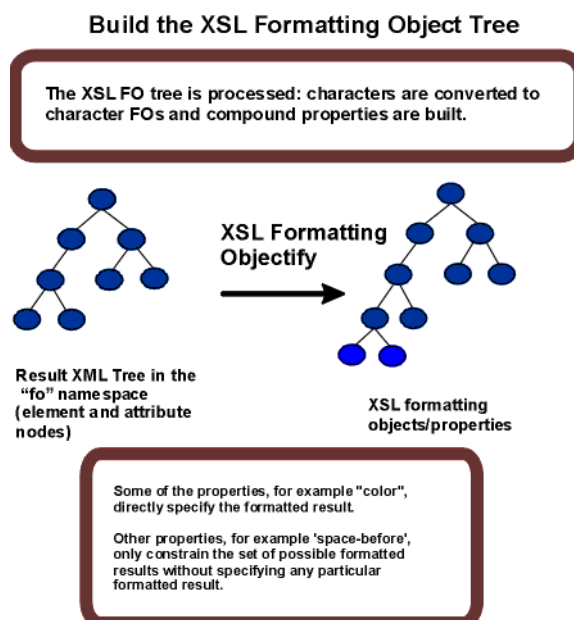 Build the XSL Formatting Object Tree
The XSL FO tree is processed: characters are converted to
character FOs and compound properties are built.
XSL Formatting
Objectify
Result XML Tree in the
“fo” namespace
(element and attribute
nodes)
XSL formatting
objects/properties
Some of the properties, for example "color",
directly specify the formatted result.
Other properties, for example 'space-before',
only constrain the set of possible formatted
results without specifying any particular
formatted result.